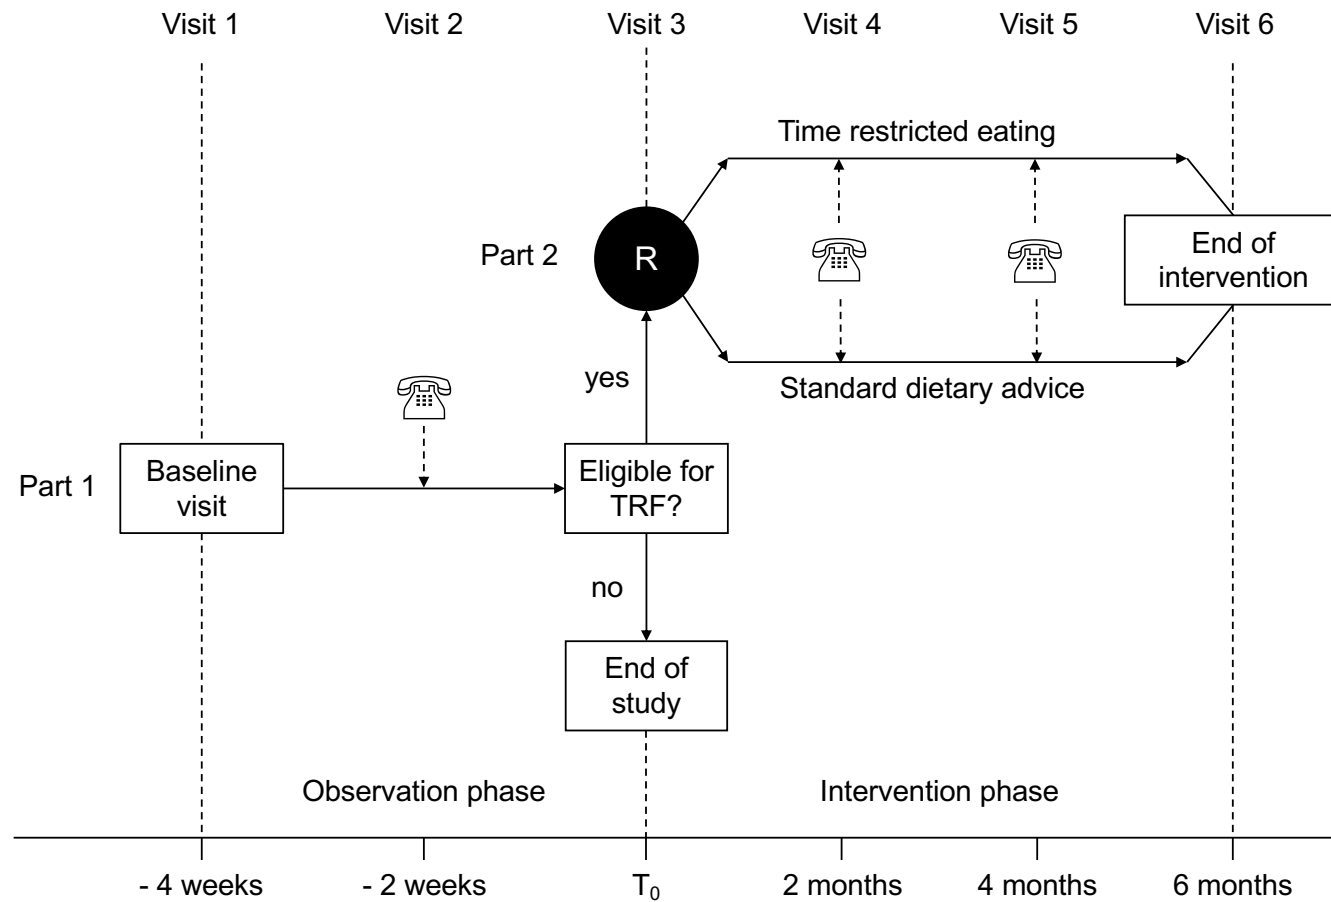 Visit 1
Visit 2
Visit 3
Visit 4
Visit 5
Visit 6
Time restricted eating
Part 2
R
End of
intervention
yes
Standard dietary advice
Part 1
Baseline
visit
Eligible for
TRF?
no
End of
study
Observation phase
Intervention phase
- 4 weeks
- 2 weeks
T₀
2 months
4 months
6 months